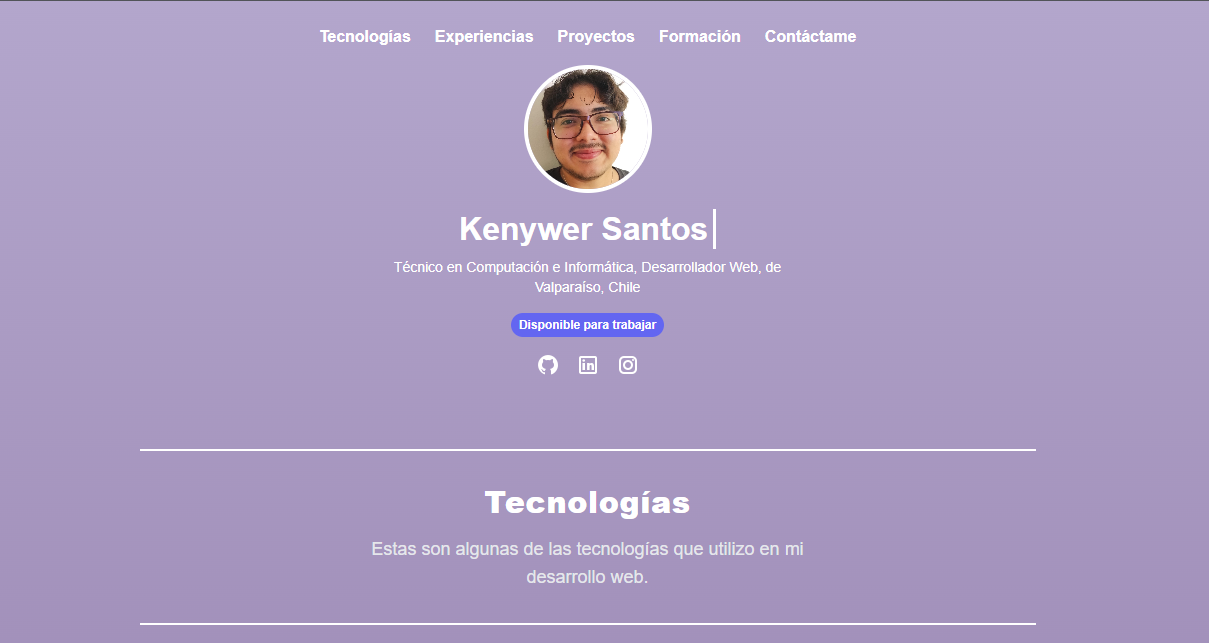 Tecnologías Experiencias Proyectos Formación Contáctame
Kenywer Santos
Técnico en Computación e Informática, Desarrollador Web, de
Valparaíso, Chile
Disponible para trabajar
Tecnologías
Estas son algunas de las tecnologías que utilizo en mi
desarrollo web.